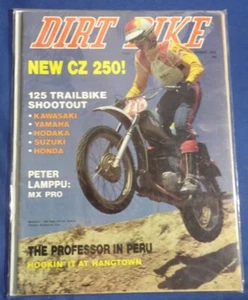 DIRT BIKE
NEW CZ 250!
125 TRAILBIKE
SHOOTOUT
• KAWASAKI
• YAMAHA
• HODAKA
• SUZUKI
• HONDA
PETER
LAMPPU:
MX PRO
THE PROFESSOR IN PERU
HOOKIN' IT AT HANGTOWN